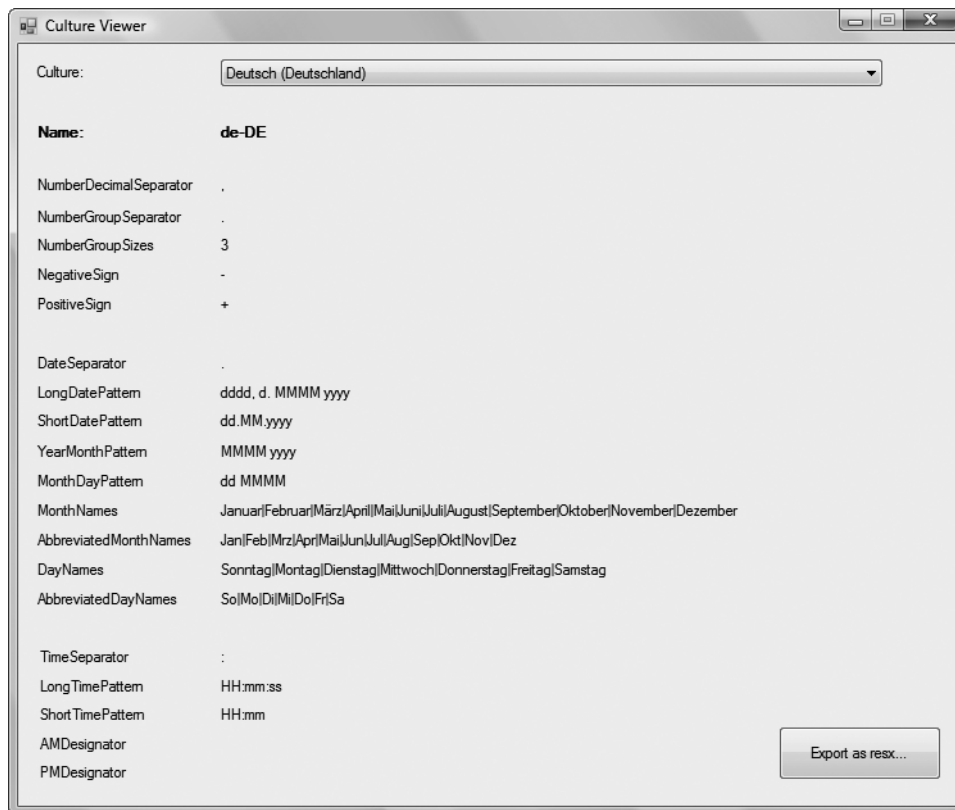 Culture Viewer
Culture: Deutsch (Deutschland)
Name: de-DE
NumberDecimalSeparator ,
NumberGroupSeparator .
NumberGroupSizes 3
NegativeSign -
PositiveSign +
DateSeparator .
LongDatePattern dddd, d. MMMM yyyy
ShortDatePattern dd.MM.yyyy
YearMonthPattern MMMM yyyy
MonthDayPattern dd MMMM
MonthNames Januar|Februar|März|April|Mai|Juni|Juli|August|September|Oktober|November|Dezember
AbbreviatedMonthNames Jan|Feb|Mrz|Apr|Mai|Jun|Jul|Aug|Sep|Okt|Nov|Dez
DayNames Sonntag|Montag|Dienstag|Mittwoch|Donnerstag|Freitag|Samstag
AbbreviatedDayNames So|Mo|Di|Mi|Do|Fr|Sa
TimeSeparator :
LongTimePattern HH:mm:ss
ShortTimePattern HH:mm
AMDesignator
Export as resx...
PMDesignator